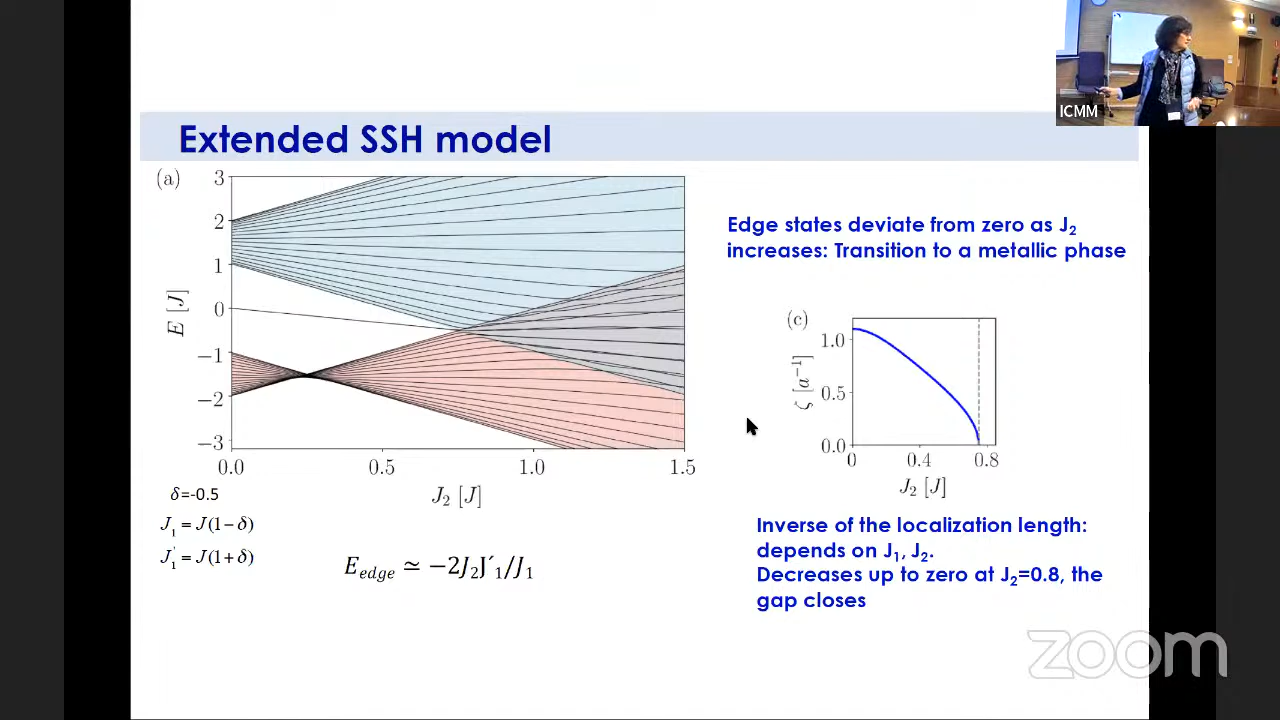 ICMM
Extended SSH model
(a)
3
2
1
0
−1
−2
−3
E [J]
0.0 0.5 1.0 1.5
J₂ [J]
Edge states deviate from zero as J₂
increases: Transition to a metallic phase
(c)
1.0
0.5
0.0
ζ [a⁻¹]
0 0.4 0.8
J₂ [J]
δ=-0.5
J₁ = J(1− δ)
J₁' = J(1+ δ)
E_edge ≃ −2J₂J´₁/J₁
Inverse of the localization length:
depends on J₁, J₂.
Decreases up to zero at J₂=0.8, the
gap closes
zoom